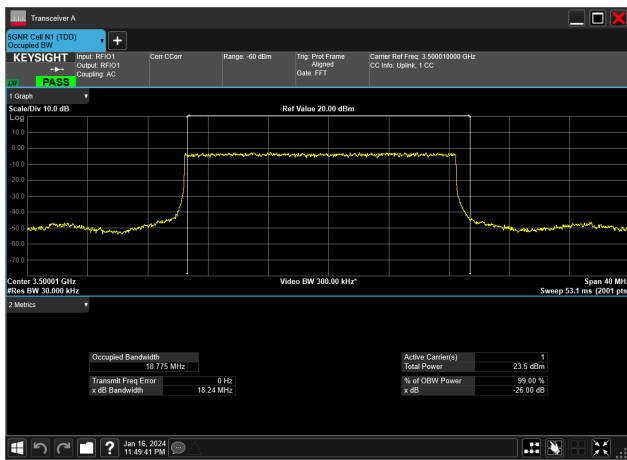 Transceiver A
5GNR Cell N1 (TDD)
Occupied BW
KEYSIGHT
Input: RFIO1
Output: RFIO1
Coupling: AC
Corr CCorr
Range: -60 dBm
Trig: Prot Frame
Aligned
Gate: FFT
Carrier Ref Freq: 3.500010000 GHz
CC Info: Uplink, 1 CC
PASS
1 Graph
Scale/Div 10.0 dB
Ref Value 20.00 dBm
Log
10.0
0.00
-10.0
-20.0
-30.0
-40.0
-50.0
-60.0
-70.0
Center 3.50001 GHz
Video BW 300.00 kHz*
Span 40 MHz
#Res BW 30.000 kHz
Sweep 53.1 ms (2001 pts
2 Metrics
Occupied Bandwidth
18.775 MHz
Active Carrier(s) 1
Total Power 23.5 dBm
Transmit Freq Error 0 Hz
x dB Bandwidth 18.24 MHz
% of OBW Power 99.00 %
x dB -26.00 dB
?
Jan 16, 2024
11:49:41 PM